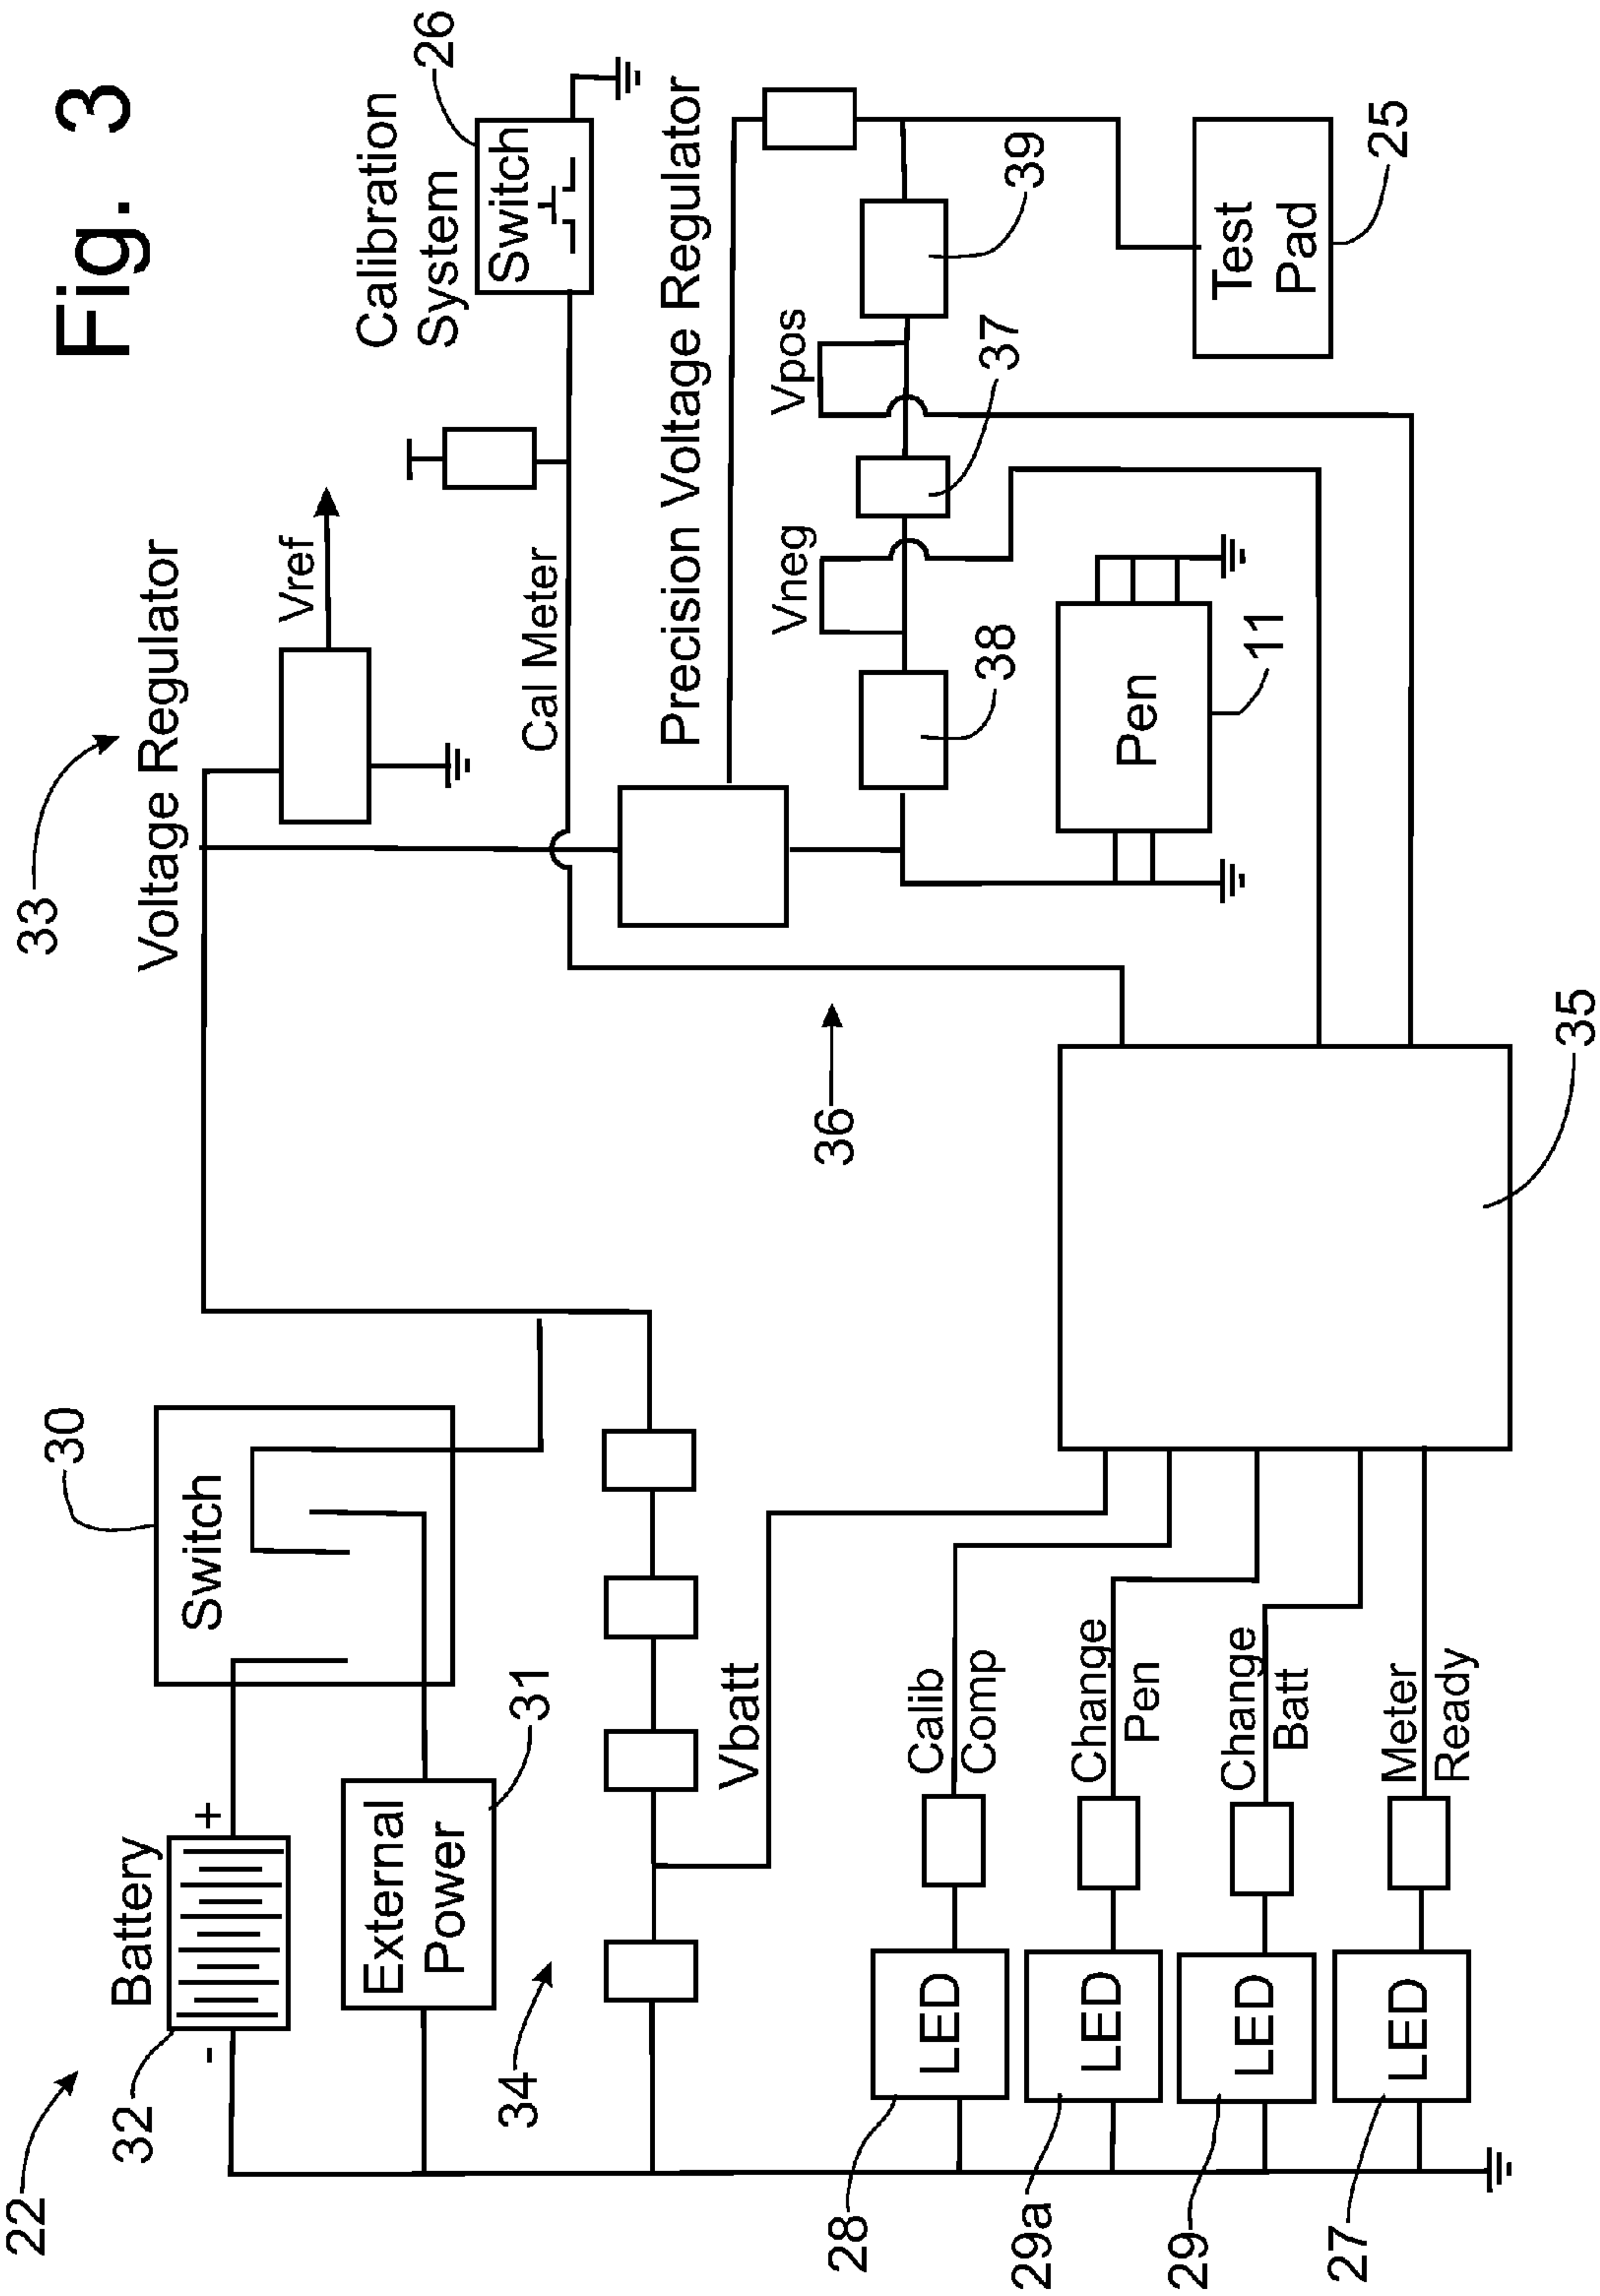 Fig. 3
22
32
Battery
-
+
30
Switch
External
Power
31
34
33
Voltage Regulator
Vref
Calibration
System
26
Switch
Cal Meter
Precision Voltage Regulator
Vbatt
36
Vneg
Vpos
38
37
39
Pen
11
Test
Pad
25
35
28
LED
Calib
Comp
29a
LED
Change
Pen
29
LED
Change
Batt
27
LED
Meter
Ready